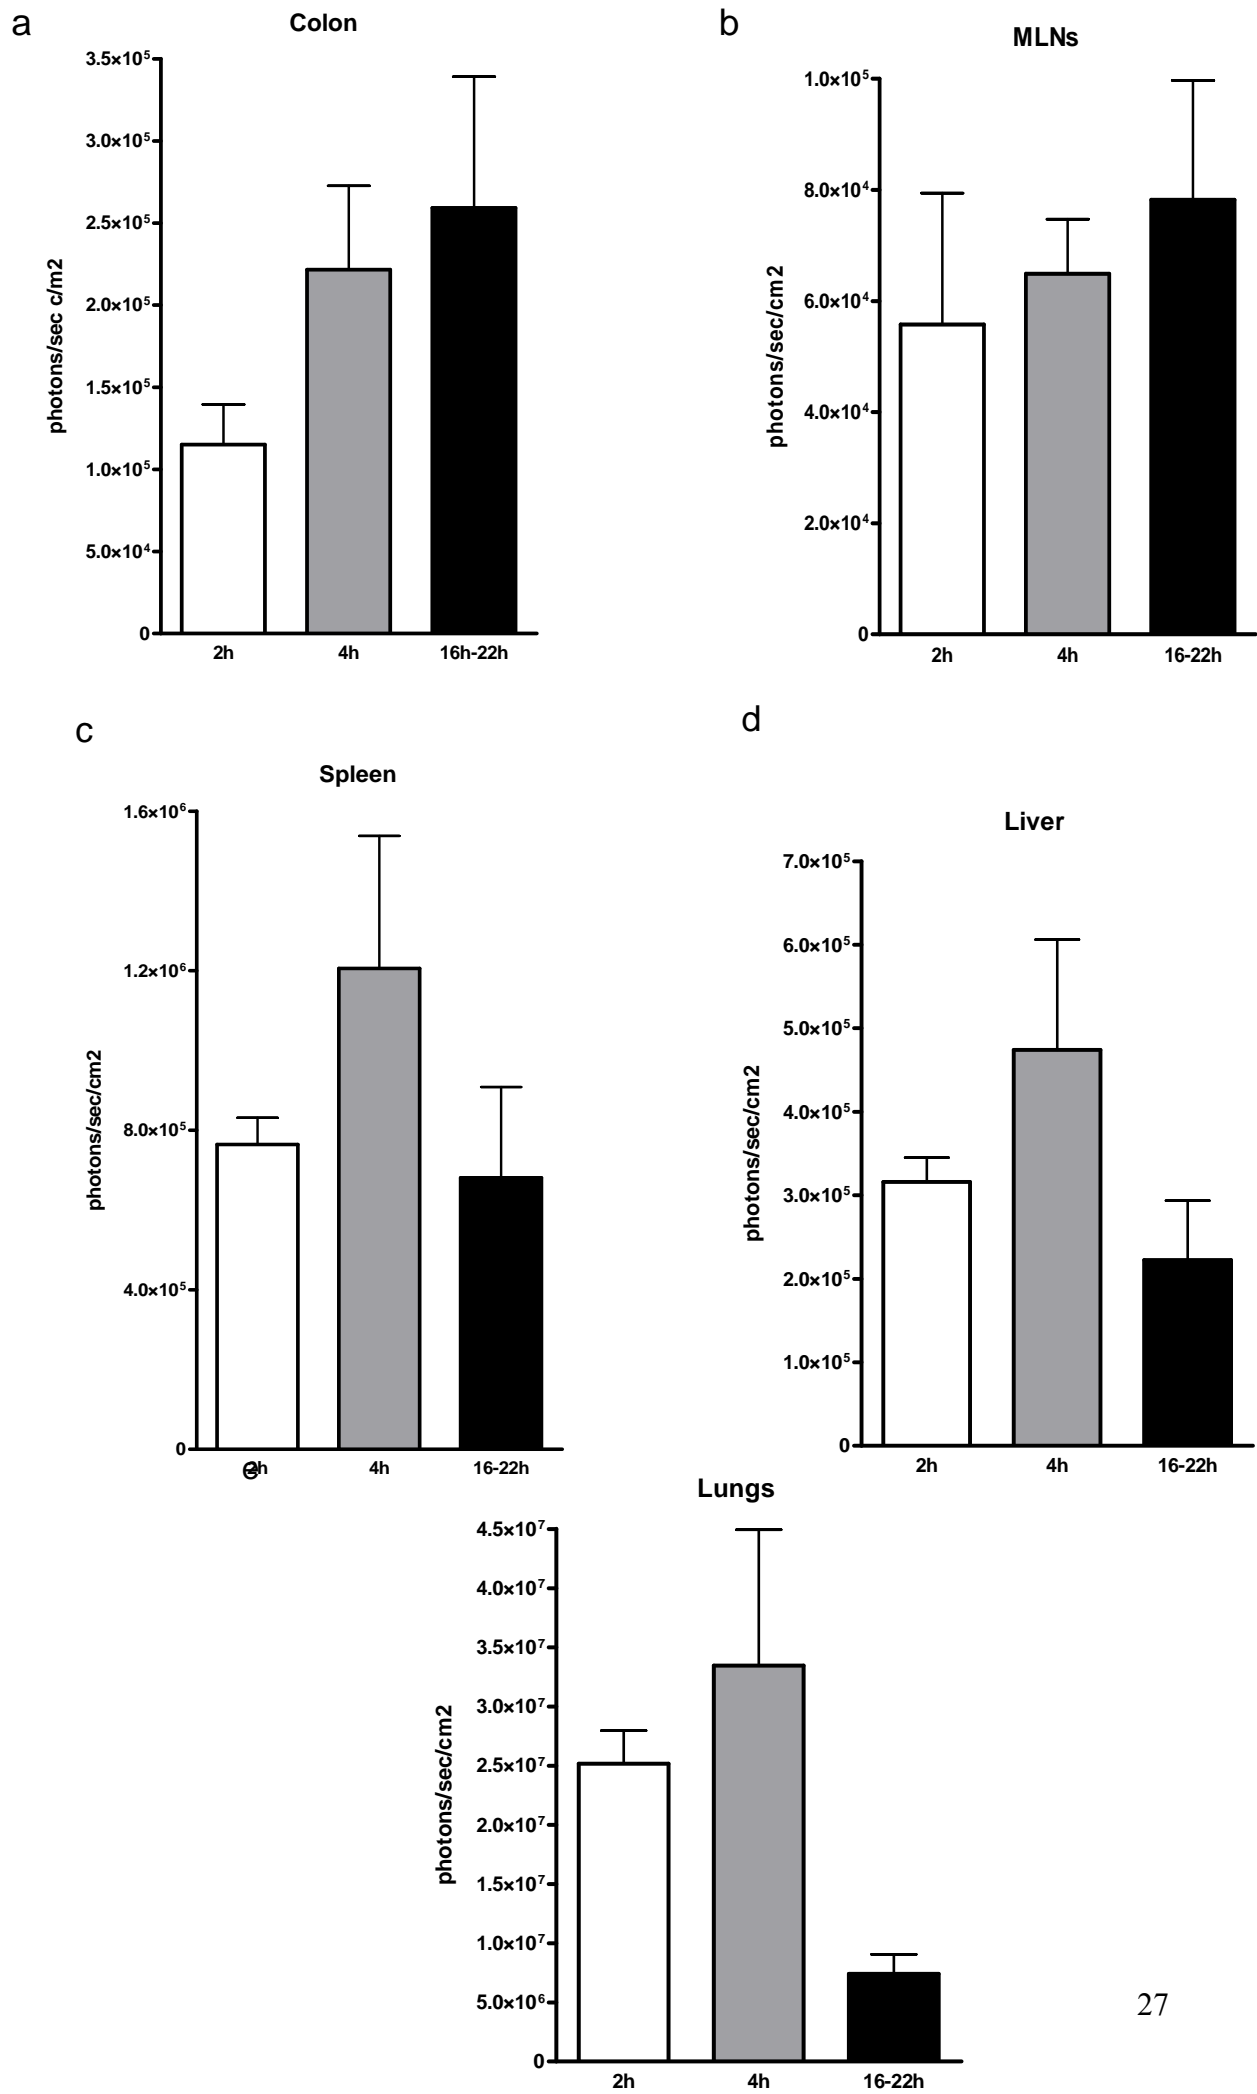 a
Colon
3.5×10⁵
3.0×10⁵
2.5×10⁵
2.0×10⁵
1.5×10⁵
1.0×10⁵
5.0×10⁴
0
photons/sec c/m2
2h 4h 16h-22h
b
MLNs
1.0×10⁵
8.0×10⁴
6.0×10⁴
4.0×10⁴
2.0×10⁴
0
photons/sec/cm2
2h 4h 16-22h
c
Spleen
1.6×10⁶
1.2×10⁶
8.0×10⁵
4.0×10⁵
0
photons/sec/cm2
2h 4h 16-22h
d
Liver
7.0×10⁵
6.0×10⁵
5.0×10⁵
4.0×10⁵
3.0×10⁵
2.0×10⁵
1.0×10⁵
0
photons/sec/cm2
2h 4h 16-22h
e
Lungs
4.5×10⁷
4.0×10⁷
3.5×10⁷
3.0×10⁷
2.5×10⁷
2.0×10⁷
1.5×10⁷
1.0×10⁷
5.0×10⁶
0
photons/sec/cm2
2h 4h 16-22h
27